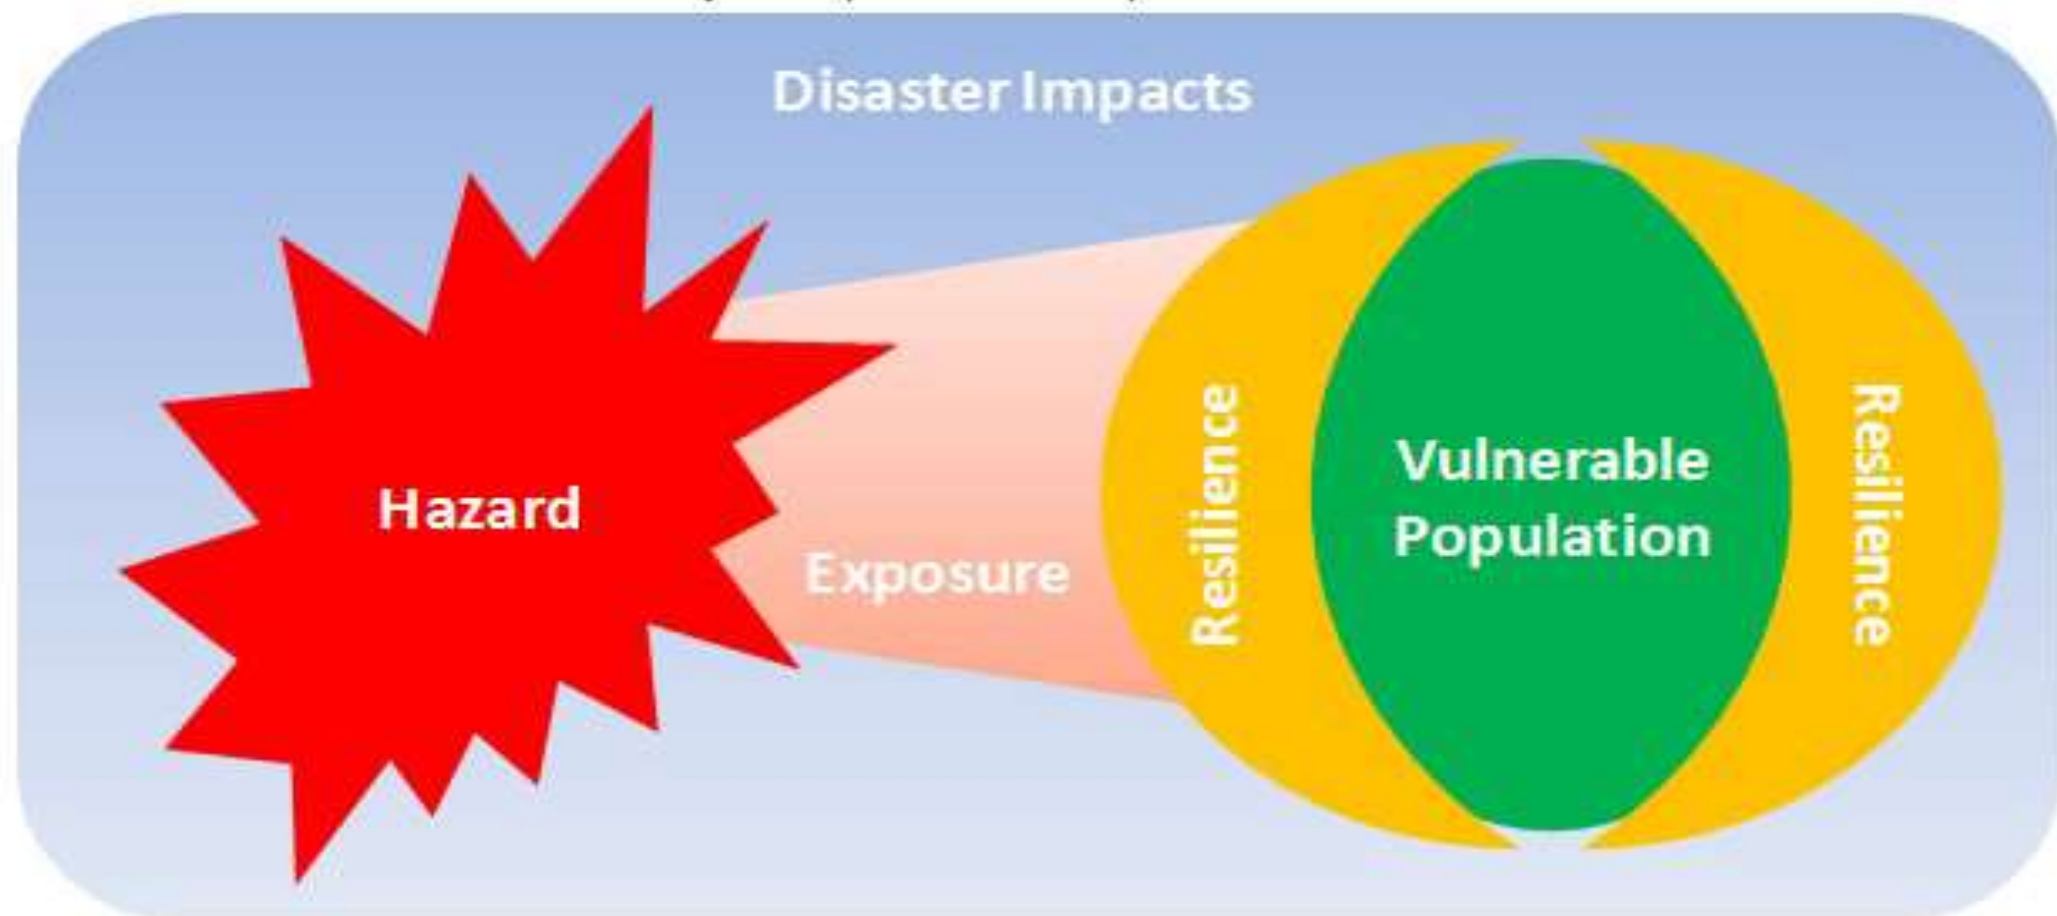 Disaster Impacts
Hazard
Exposure
Resilience
Vulnerable
Population
Resilience